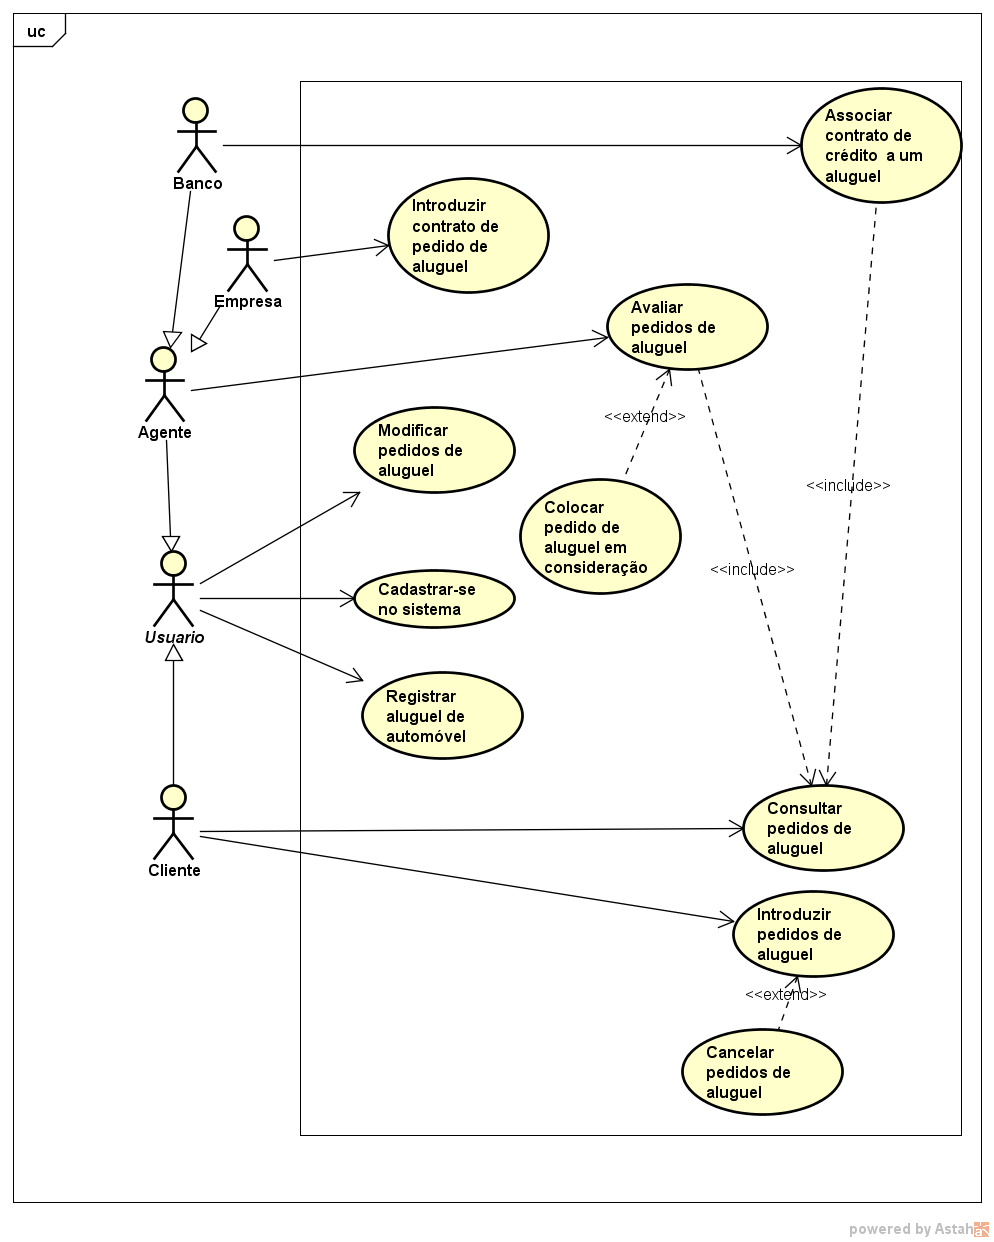 uc
Banco
Associar
contrato de
crédito a um
aluguel
Introduzir
contrato de
pedido de
aluguel
Empresa
Avaliar
pedidos de
aluguel
Agente
<<extend>>
Modificar
pedidos de
aluguel
<<include>>
Colocar
pedido de
aluguel em
consideração
<<include>>
Cadastrar-se
no sistema
Usuario
Registrar
aluguel de
automóvel
Consultar
pedidos de
aluguel
Cliente
Introduzir
pedidos de
aluguel
<<extend>>
Cancelar
pedidos de
aluguel
powered by Astah